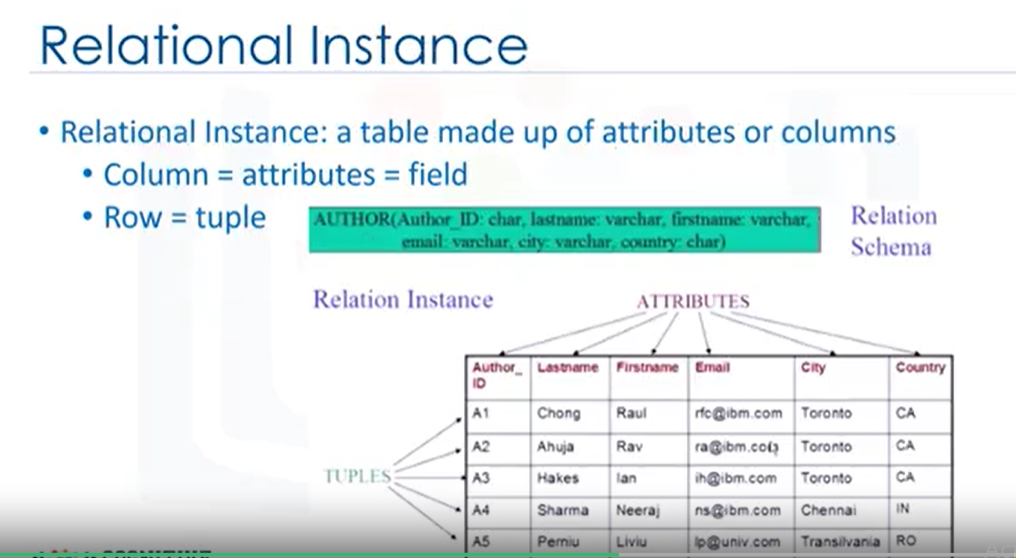 Relational Instance
• Relational Instance: a table made up of attributes or columns
• Column = attributes = field
• Row = tuple
AUTHOR(Author_ID: char, lastname: varchar, firstname: varchar,
email: varchar, city: varchar, country: char)
Relation
Schema
Relation Instance
ATTRIBUTES
Author_ Lastname Firstname Email City Country
ID
A1 Chong Raul rfc@ibm.com Toronto CA
A2 Ahuja Rav Toronto CA
TUPLES
A3 Hakes Ian ih@ibm.com Toronto CA
A4 Sharma Neeraj ns@ibm.com Chennai IN
A5 Perniu Liviu lp@univ.com Transilvania RO